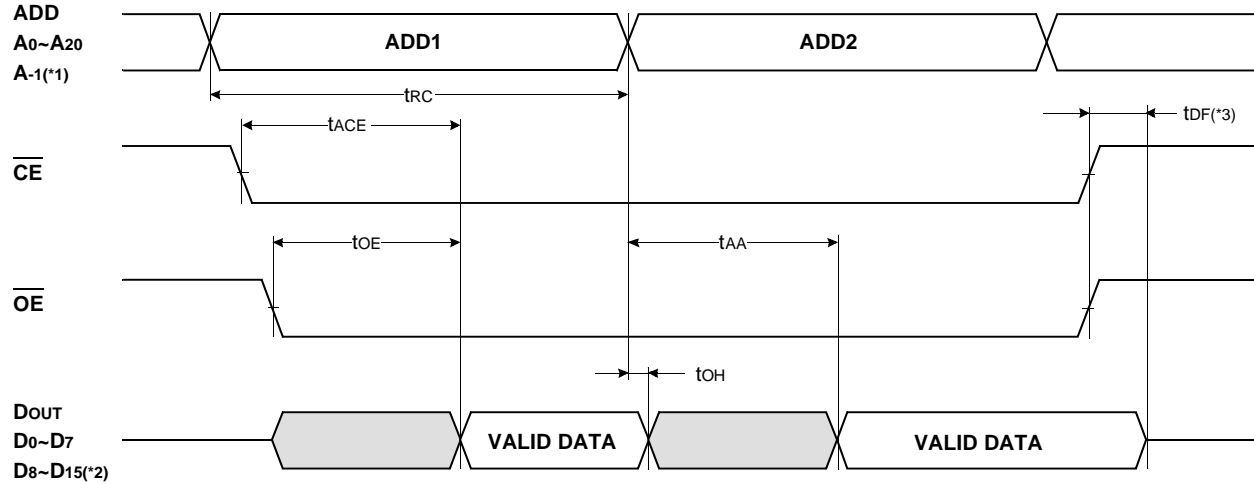 ADD
A0~A20
A-1(*1)
ADD1
ADD2
tRC
tACE
tDF(*3)
CE
tOE
tAA
OE
tOH
DOUT
D0~D7
D8~D15(*2)
VALID DATA
VALID DATA